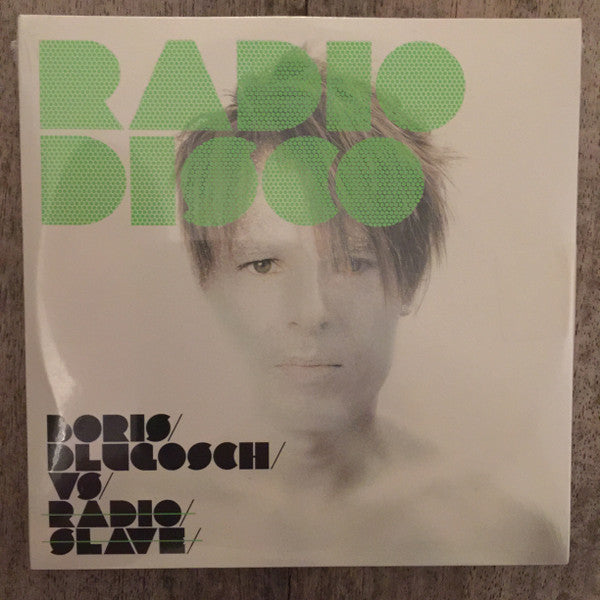 RADIO
DISCO
BORIS/
DLUGOSCH/
VS/
RADIO/
SLAVE/